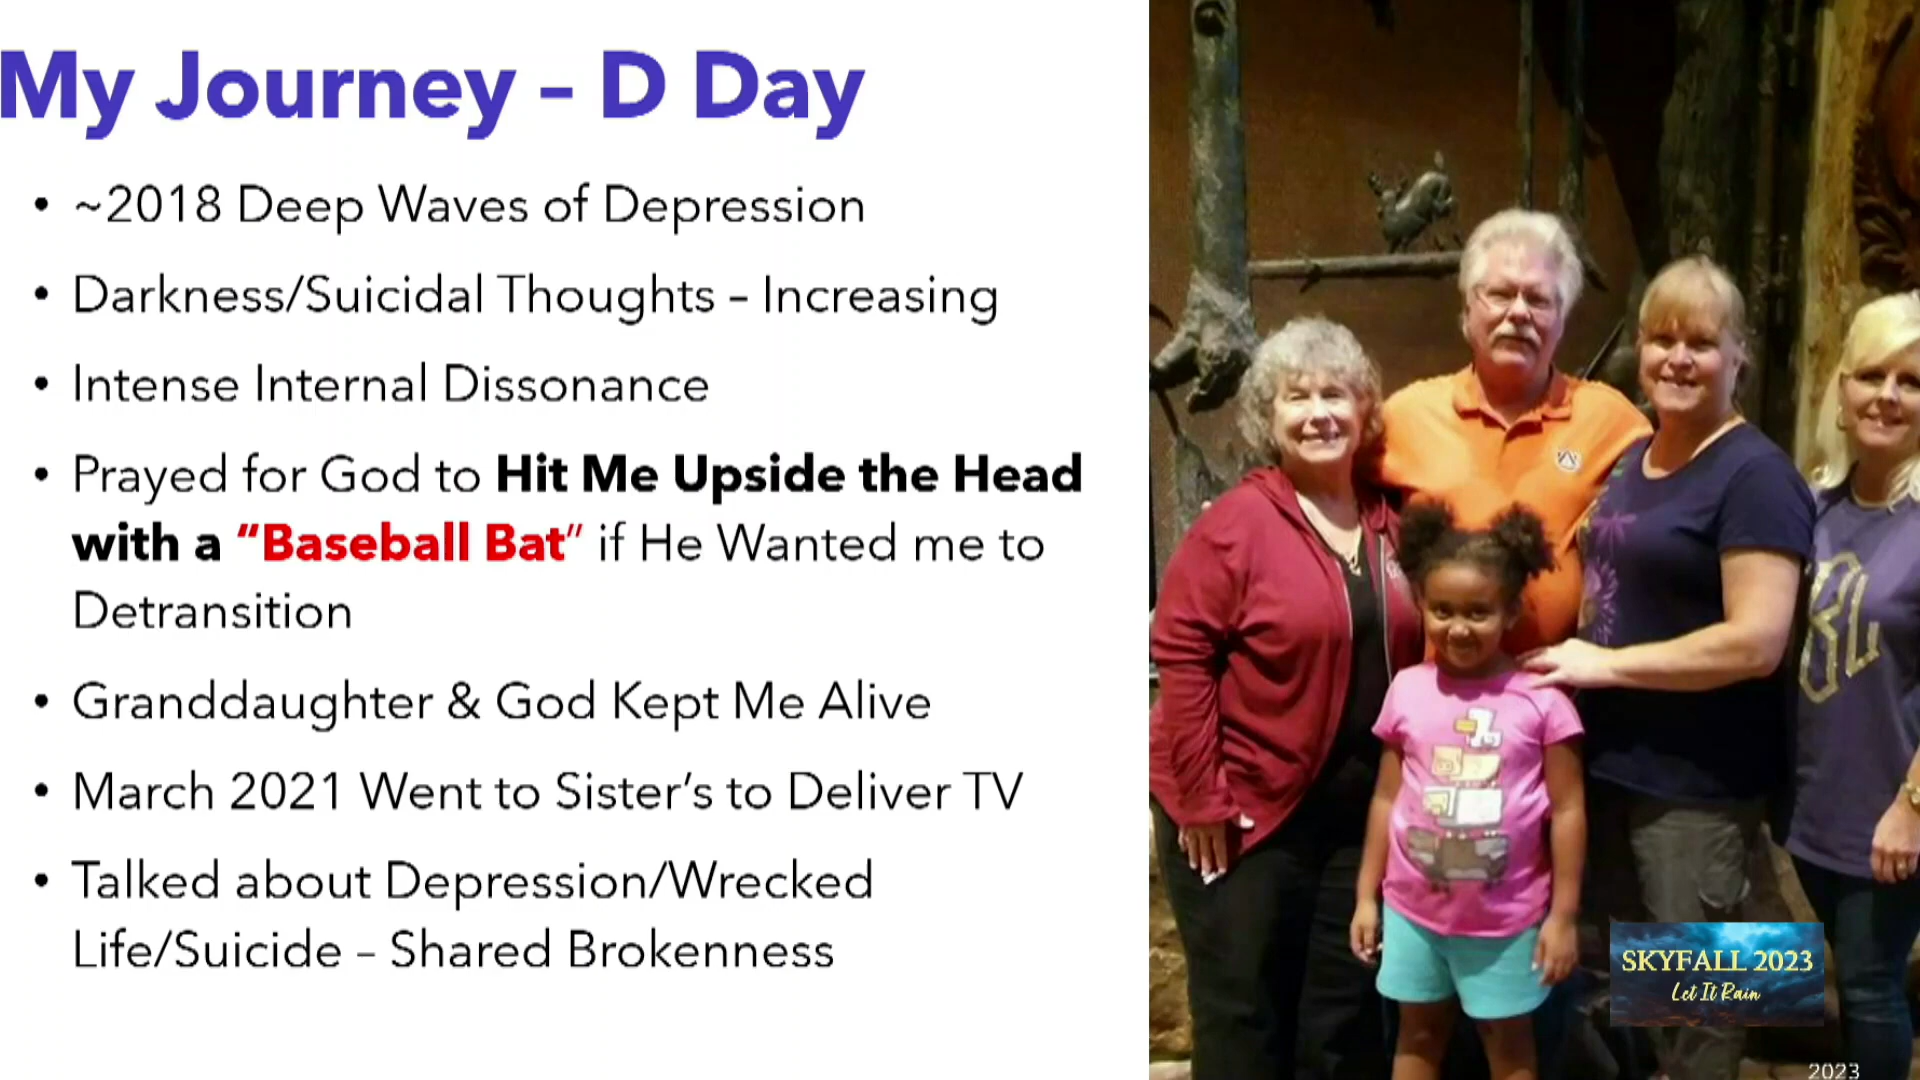 My Journey – D Day
• ~2018 Deep Waves of Depression
• Darkness/Suicidal Thoughts – Increasing
• Intense Internal Dissonance
• Prayed for God to Hit Me Upside the Head
with a “Baseball Bat” if He Wanted me to
Detransition
• Granddaughter & God Kept Me Alive
• March 2021 Went to Sister’s to Deliver TV
• Talked about Depression/Wrecked
Life/Suicide – Shared Brokenness
SKYFALL 2023
Let It Rain
2023